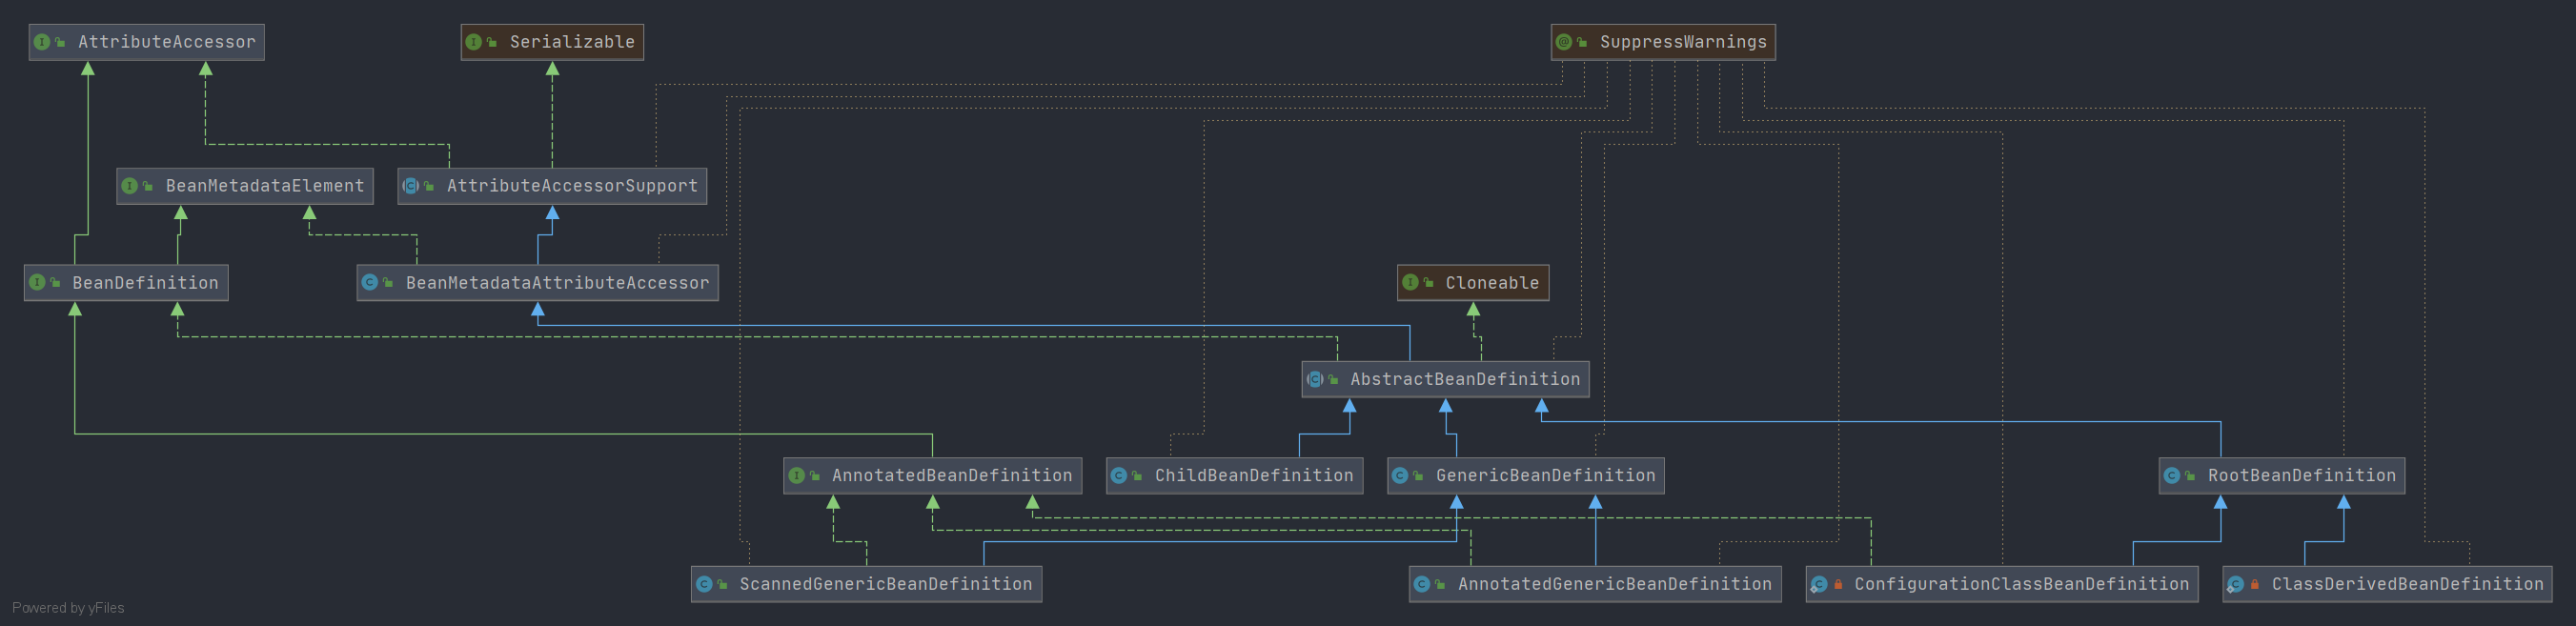 AttributeAccessor
Serializable
SuppressWarnings
BeanMetadataElement
AttributeAccessorSupport
BeanDefinition
BeanMetadataAttributeAccessor
Cloneable
AbstractBeanDefinition
AnnotatedBeanDefinition
ChildBeanDefinition
GenericBeanDefinition
RootBeanDefinition
ScannedGenericBeanDefinition
AnnotatedGenericBeanDefinition
ConfigurationClassBeanDefinition
ClassDerivedBeanDefinition
Powered by yFiles